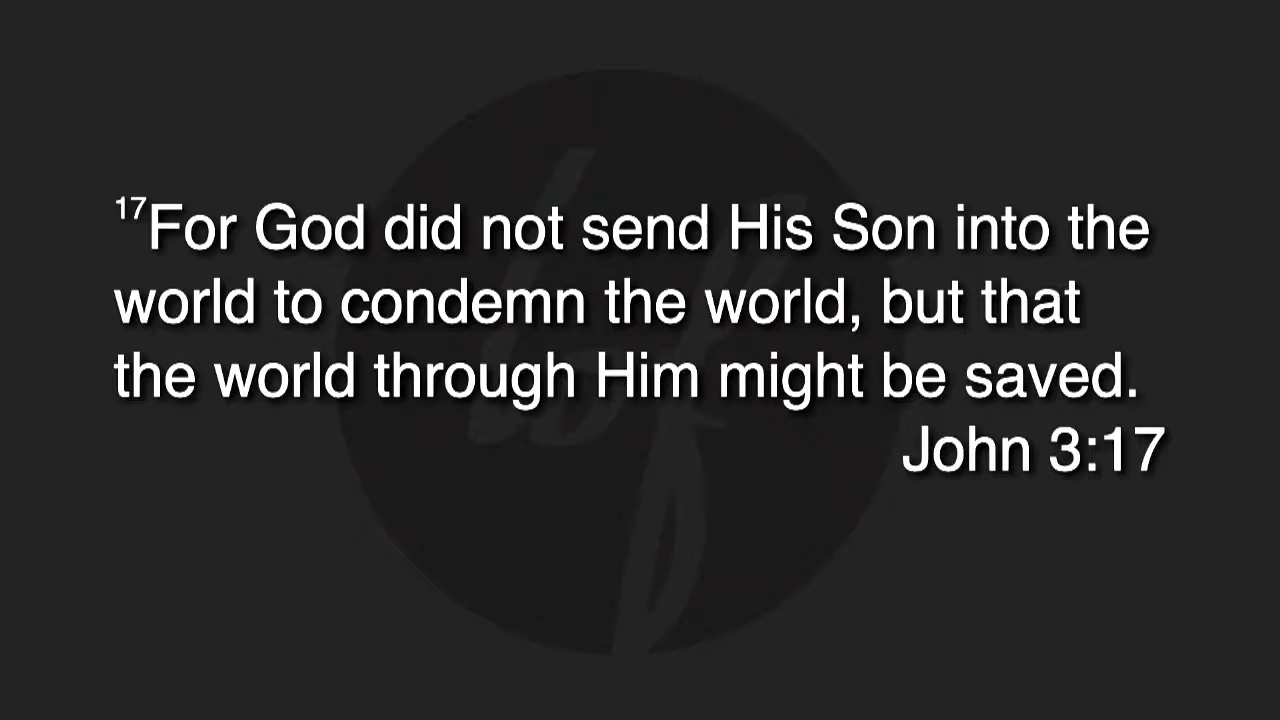 17For God did not send His Son into the
world to condemn the world, but that
the world through Him might be saved.
John 3:17